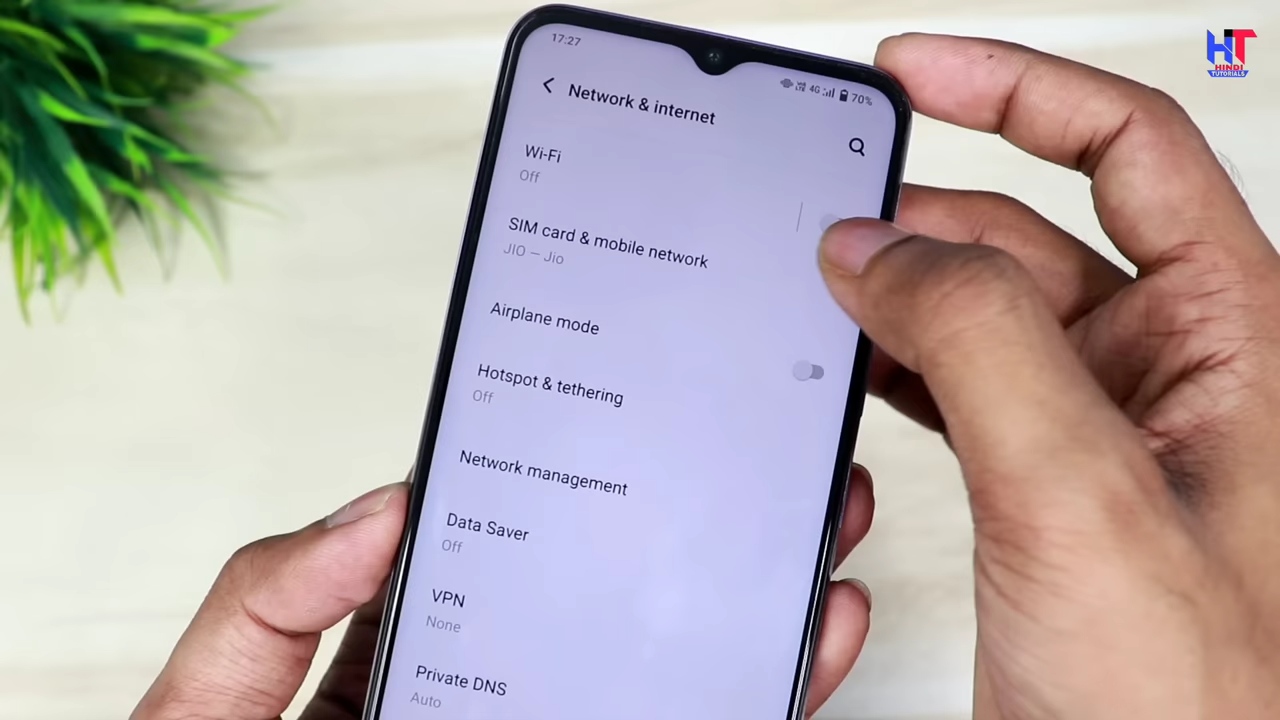 17:27
4G 70%
Network & internet
Wi-Fi
Off
SIM card & mobile network
JIO — Jio
Airplane mode
Hotspot & tethering
Off
Network management
Data Saver
Off
VPN
None
Private DNS
Auto
HT
HINDI
TUTORIALS